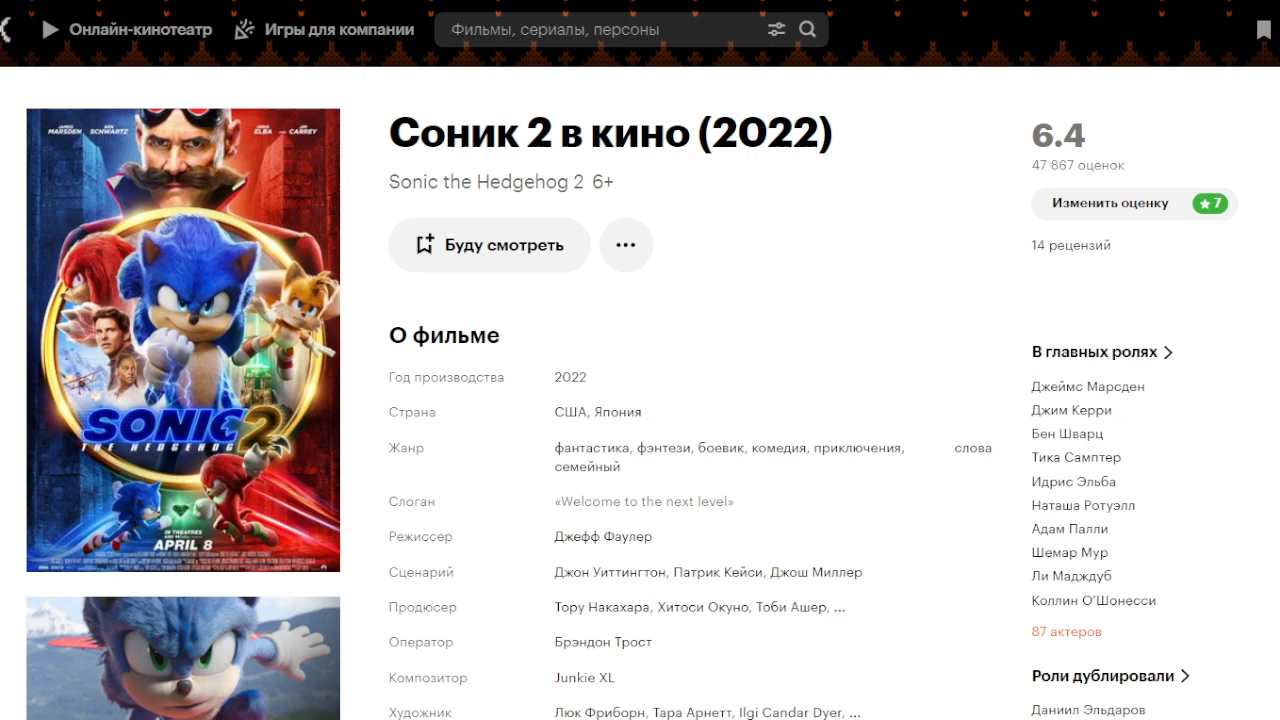 Онлайн-кинотеатр Игры для компании Фильмы, сериалы, персоны
JAMES MARSDEN BEN SCHWARTZ IDRIS ELBA AND JIM CARREY
SONIC 2
THE HEDGEHOG
IN THEATRES
APRIL 8
Соник 2 в кино (2022)
Sonic the Hedgehog 2 6+
Буду смотреть
О фильме
Год производства 2022
Страна США, Япония
Жанр фантастика, фэнтези, боевик, комедия, приключения, слова
семейный
Слоган «Welcome to the next level»
Режиссер Джефф Фаулер
Сценарий Джон Уиттингтон, Патрик Кейси, Джош Миллер
Продюсер Тору Накахара, Хитоси Окуно, Тоби Ашер, ...
Оператор Брэндон Трост
Композитор Junkie XL
Художник Люк Фриборн, Тара Арнетт, Ilgi Candar Dyer, ...
6.4
47 867 оценок
Изменить оценку 7
14 рецензий
В главных ролях
Джеймс Марсден
Джим Керри
Бен Шварц
Тика Самптер
Идрис Эльба
Наташа Ротуэлл
Адам Палли
Шемар Мур
Ли Мадждуб
Коллин О’Шонесси
87 актеров
Роли дублировали
Даниил Эльдаров